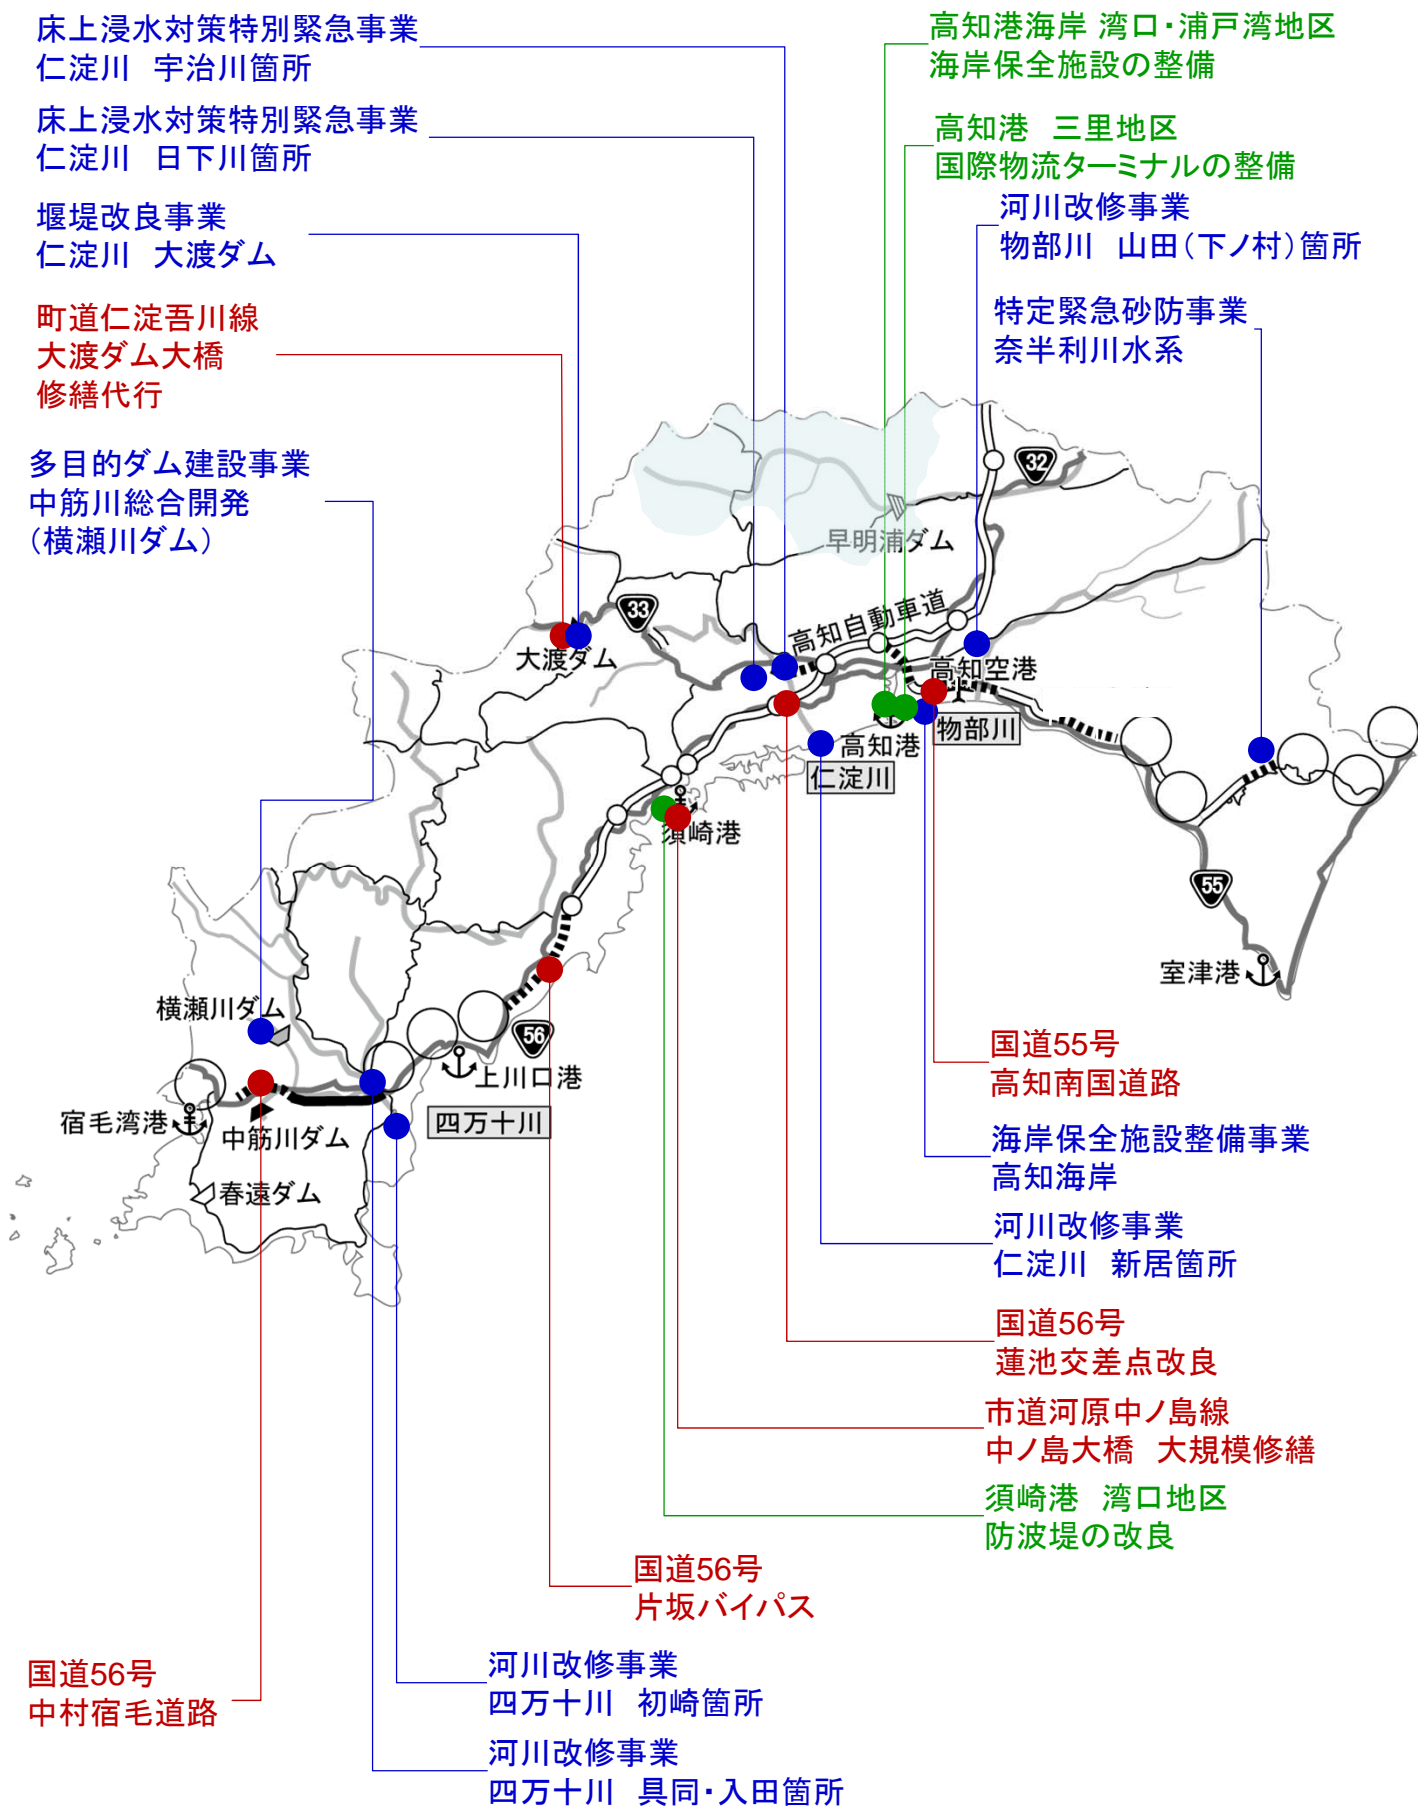 床上浸水対策特別緊急事業
仁淀川　宇治川箇所
高知港海岸 湾口・浦戸湾地区
海岸保全施設の整備
床上浸水対策特別緊急事業
仁淀川　日下川箇所
高知港　三里地区
国際物流ターミナルの整備
堰堤改良事業
仁淀川　大渡ダム
河川改修事業
物部川　山田（下ノ村）箇所
町道仁淀吾川線
大渡ダム大橋
修繕代行
特定緊急砂防事業
奈半利川水系
多目的ダム建設事業
中筋川総合開発
（横瀬川ダム）
32
早明浦ダム
33
高知自動車道
大渡ダム
高知空港
物部川
高知港
仁淀川
須崎港
55
室津港
横瀬川ダム
56
上川口港
宿毛湾港
中筋川ダム
四万十川
春遠ダム
国道55号
高知南国道路
海岸保全施設整備事業
高知海岸
河川改修事業
仁淀川　新居箇所
国道56号
蓮池交差点改良
市道河原中ノ島線
中ノ島大橋　大規模修繕
須崎港　湾口地区
防波堤の改良
国道56号
片坂バイパス
国道56号
中村宿毛道路
河川改修事業
四万十川　初崎箇所
河川改修事業
四万十川　具同・入田箇所